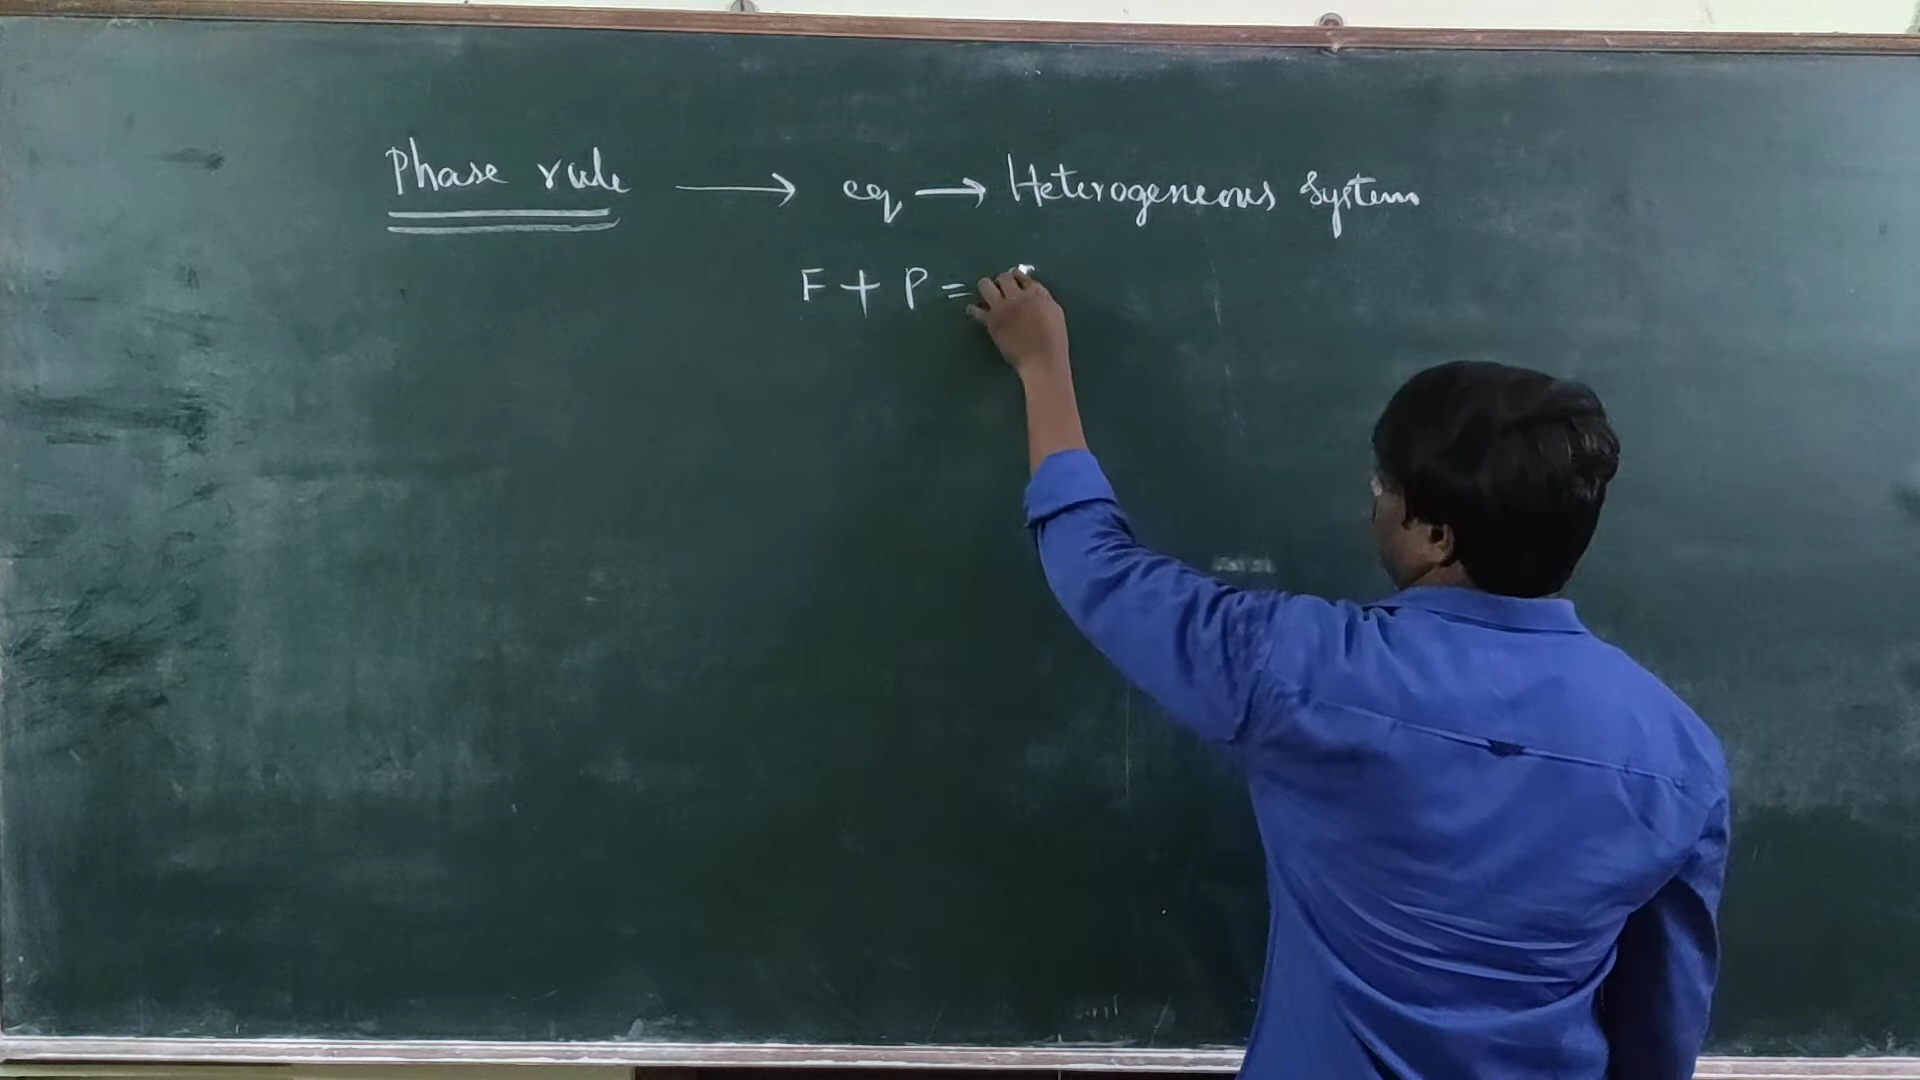 Phase rule ⟶ eq ⟶ Heterogeneous System
F + P =